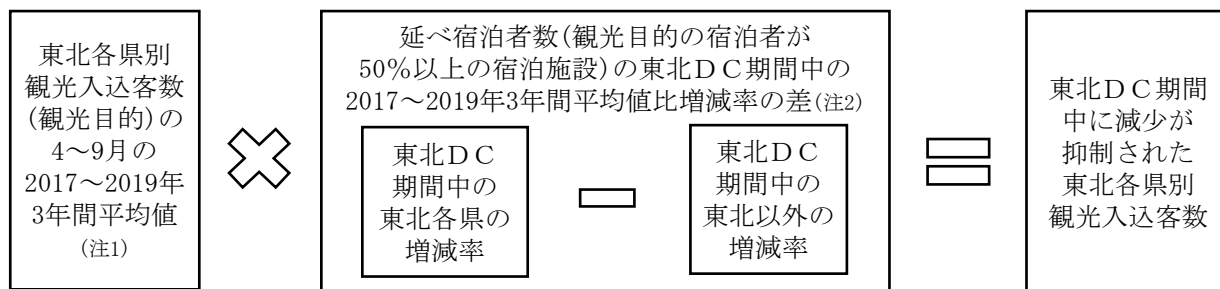 東北各県別
観光入込客数
(観光目的)の
4～9月の
2017～2019年
3年間平均値
(注1)
延べ宿泊者数(観光目的の宿泊者が
50％以上の宿泊施設)の東北ＤＣ期間中の
2017～2019年3年間平均値比増減率の差(注2)
東北ＤＣ
期間中の
東北各県の
増減率
東北ＤＣ
期間中の
東北以外の
増減率
東北ＤＣ期間
中に減少が
抑制された
東北各県別
観光入込客数